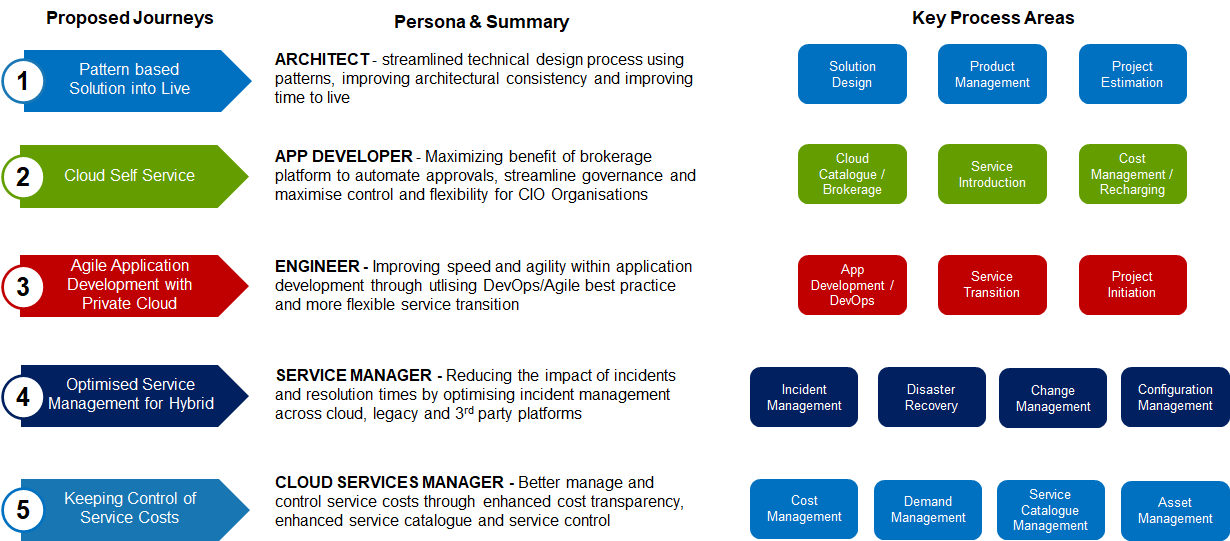 Proposed Journeys
Persona & Summary
Key Process Areas
1
Pattern based
Solution into Live
ARCHITECT - streamlined technical design process using
patterns, improving architectural consistency and improving
time to live
Solution
Design
Product
Management
Project
Estimation
2
Cloud Self Service
APP DEVELOPER - Maximizing benefit of brokerage
platform to automate approvals, streamline governance and
maximise control and flexibility for CIO Organisations
Cloud
Catalogue /
Brokerage
Service
Introduction
Cost
Management /
Recharging
3
Agile Application
Development with
Private Cloud
ENGINEER - Improving speed and agility within application
development through utlising DevOps/Agile best practice
and more flexible service transition
App
Development /
DevOps
Service
Transition
Project
Initiation
4
Optimised Service
Management for Hybrid
SERVICE MANAGER - Reducing the impact of incidents
and resolution times by optimising incident management
across cloud, legacy and 3rd party platforms
Incident
Management
Disaster
Recovery
Change
Management
Configuration
Management
5
Keeping Control of
Service Costs
CLOUD SERVICES MANAGER - Better manage and
control service costs through enhanced cost transparency,
enhanced service catalogue and service control
Cost
Management
Demand
Management
Service
Catalogue
Management
Asset
Management